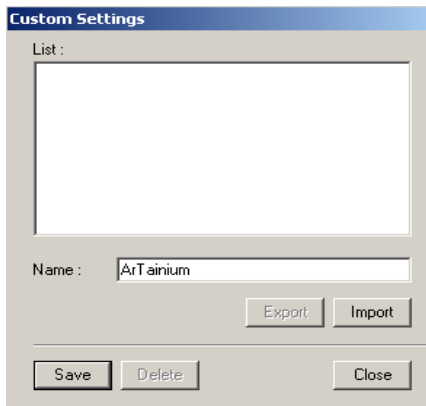 Custom Settings
List :
Name : ArTainium
Export Import
Save Delete Close